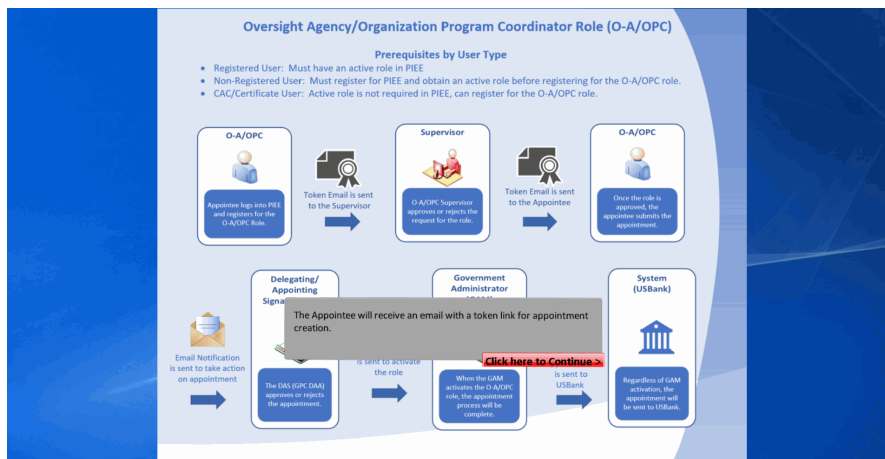 Oversight Agency/Organization Program Coordinator Role (O-A/OPC)
Prerequisites by User Type
• Registered User: Must have an active role in PIEE
• Non-Registered User: Must register for PIEE and obtain an active role before registering for the O-A/OPC role.
• CAC/Certificate User: Active role is not required in PIEE, can register for the O-A/OPC role.
O-A/OPC
Appointee logs into PIEE
and registers for the
O-A/OPC Role.
Token Email is sent
to the Supervisor
Supervisor
O-A/OPC Supervisor
approves or rejects the
request for the role.
Token Email is sent
to the Appointee
O-A/OPC
Once the role is
approved, the
appointee submits the
appointment.
Email Notification
is sent to take action
on appointment
Delegating/
Appointing
Signa
The DAS (GPC DAA)
approves or rejects
the appointment.
is sent to activate
the role
Government
Administrator
When the GAM
activates the O-A/OPC
role, the appointment
process will be
complete.
is sent to
USBank
System
(USBank)
Regardless of GAM
activation, the
appointment will
be sent to USBank.
The Appointee will receive an email with a token link for appointment
creation.
Click here to Continue >